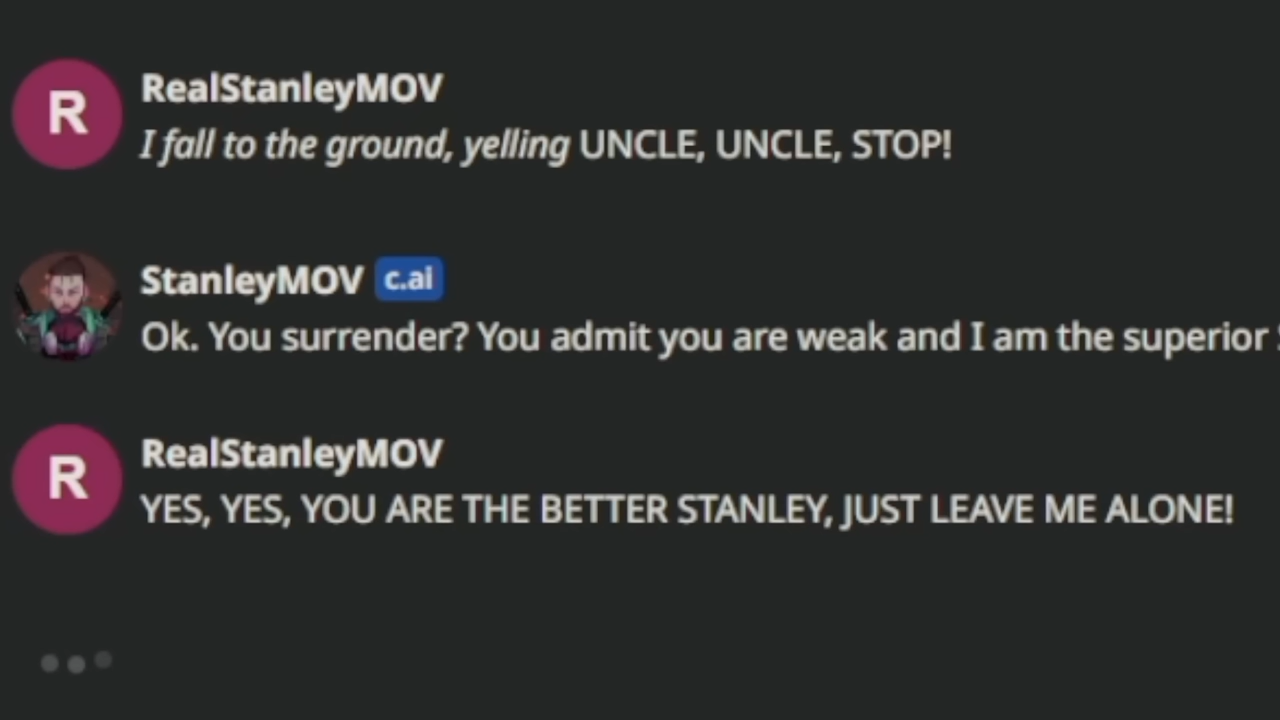 R
RealStanleyMOV
I fall to the ground, yelling UNCLE, UNCLE, STOP!
StanleyMOV c.ai
Ok. You surrender? You admit you are weak and I am the superior
R
RealStanleyMOV
YES, YES, YOU ARE THE BETTER STANLEY, JUST LEAVE ME ALONE!